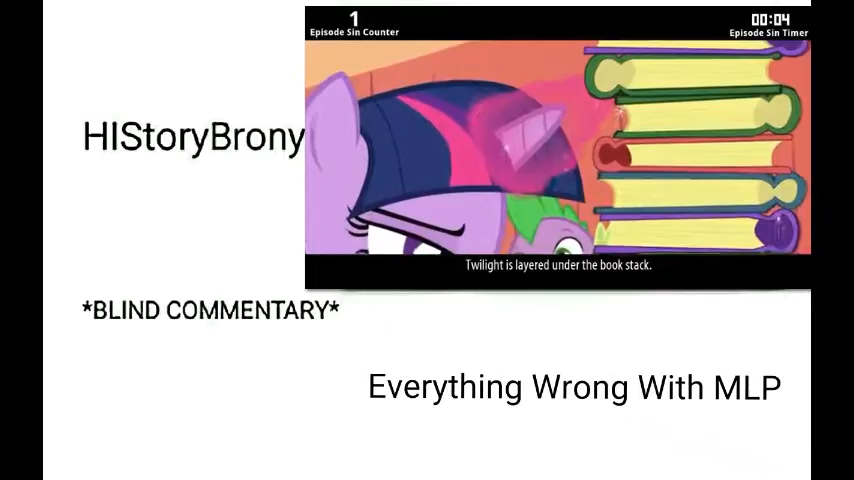 1
Episode Sin Counter
00:04
Episode Sin Timer
HIStoryBrony
Twilight is layered under the book stack.
*BLIND COMMENTARY*
Everything Wrong With MLP